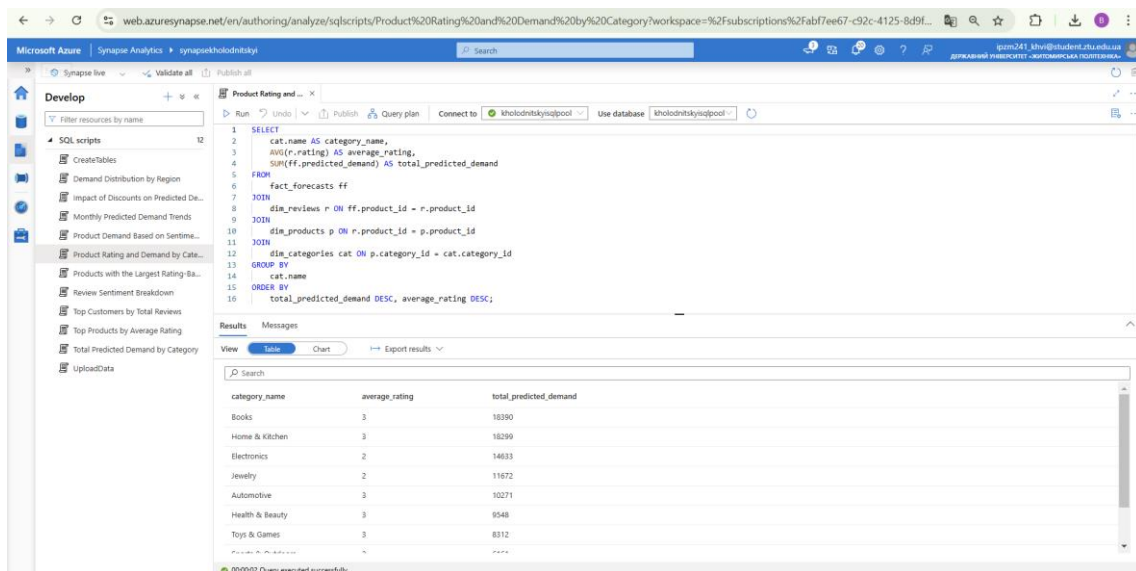 web.azuresynapse.net/en/authoring/analyze/sqlscripts/Product%20Rating%20and%20Demand%20by%20Category?workspace=%2Fsubscriptions%2Fabf7ee67-c92c-4125-8d9f...
Microsoft Azure | Synapse Analytics ▸ synapsekholodnitskyi
Search
ipzm241_khvi@student.ztu.edu.ua
ДЕРЖАВНИЙ УНІВЕРСИТЕТ «ЖИТОМИРСЬКА ПОЛІТЕХНІКА»
Synapse live
Validate all
Publish all
Develop
Filter resources by name
SQL scripts 12
CreateTables
Demand Distribution by Region
Impact of Discounts on Predicted De...
Monthly Predicted Demand Trends
Product Demand Based on Sentime...
Product Rating and Demand by Cate...
Products with the Largest Rating-Ba...
Review Sentiment Breakdown
Top Customers by Total Reviews
Top Products by Average Rating
Total Predicted Demand by Category
UploadData
Product Rating and ...
Run Undo Publish Query plan Connect to kholodnitskyisqlpool Use database kholodnitskyisqlpool
1 SELECT
2 cat.name AS category_name,
3 AVG(r.rating) AS average_rating,
4 SUM(ff.predicted_demand) AS total_predicted_demand
5 FROM
6 fact_forecasts ff
7 JOIN
8 dim_reviews r ON ff.product_id = r.product_id
9 JOIN
10 dim_products p ON r.product_id = p.product_id
11 JOIN
12 dim_categories cat ON p.category_id = cat.category_id
13 GROUP BY
14 cat.name
15 ORDER BY
16 total_predicted_demand DESC, average_rating DESC;
Results Messages
View Table Chart Export results
Search
category_name average_rating total_predicted_demand
Books 3 18390
Home & Kitchen 3 18299
Electronics 2 14633
Jewelry 2 11672
Automotive 3 10271
Health & Beauty 3 9548
Toys & Games 3 8312
Sports & Outdoors
00:00:02 Query executed successfully.